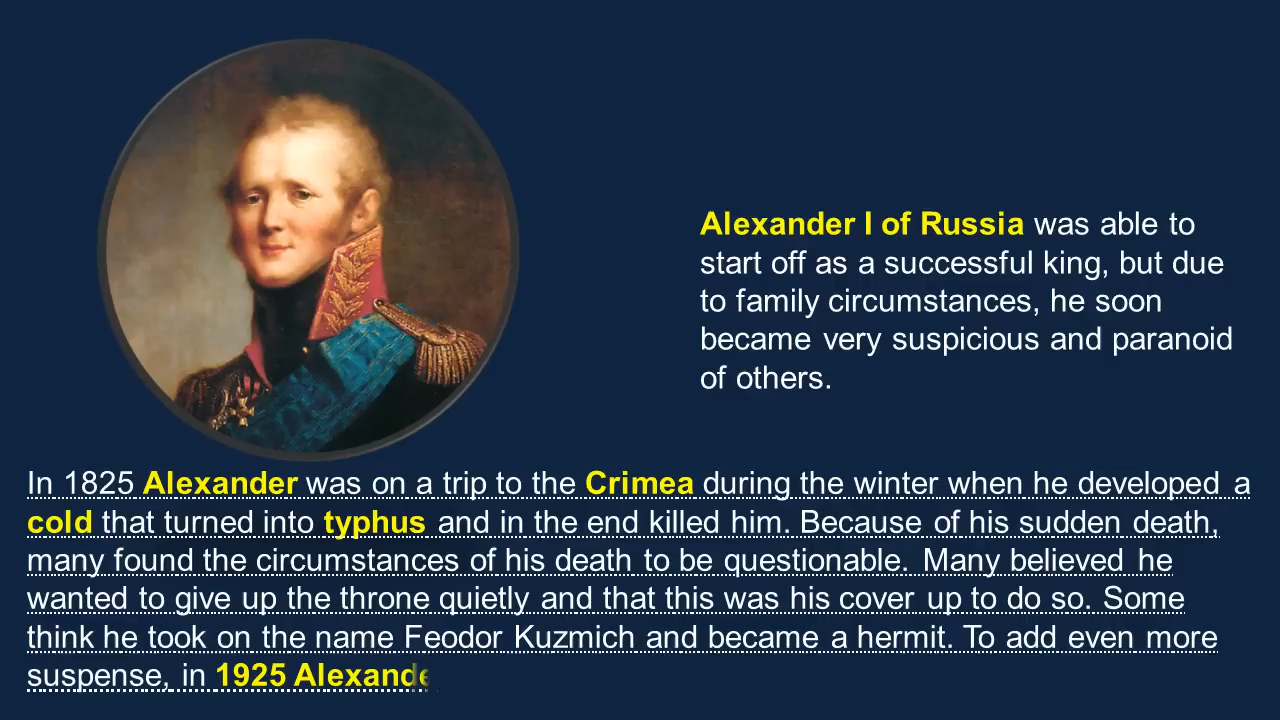 Alexander I of Russia was able to
start off as a successful king, but due
to family circumstances, he soon
became very suspicious and paranoid
of others.
In 1825 Alexander was on a trip to the Crimea during the winter when he developed a
cold that turned into typhus and in the end killed him. Because of his sudden death,
many found the circumstances of his death to be questionable. Many believed he
wanted to give up the throne quietly and that this was his cover up to do so. Some
think he took on the name Feodor Kuzmich and became a hermit. To add even more
suspense, in 1925 Alexande